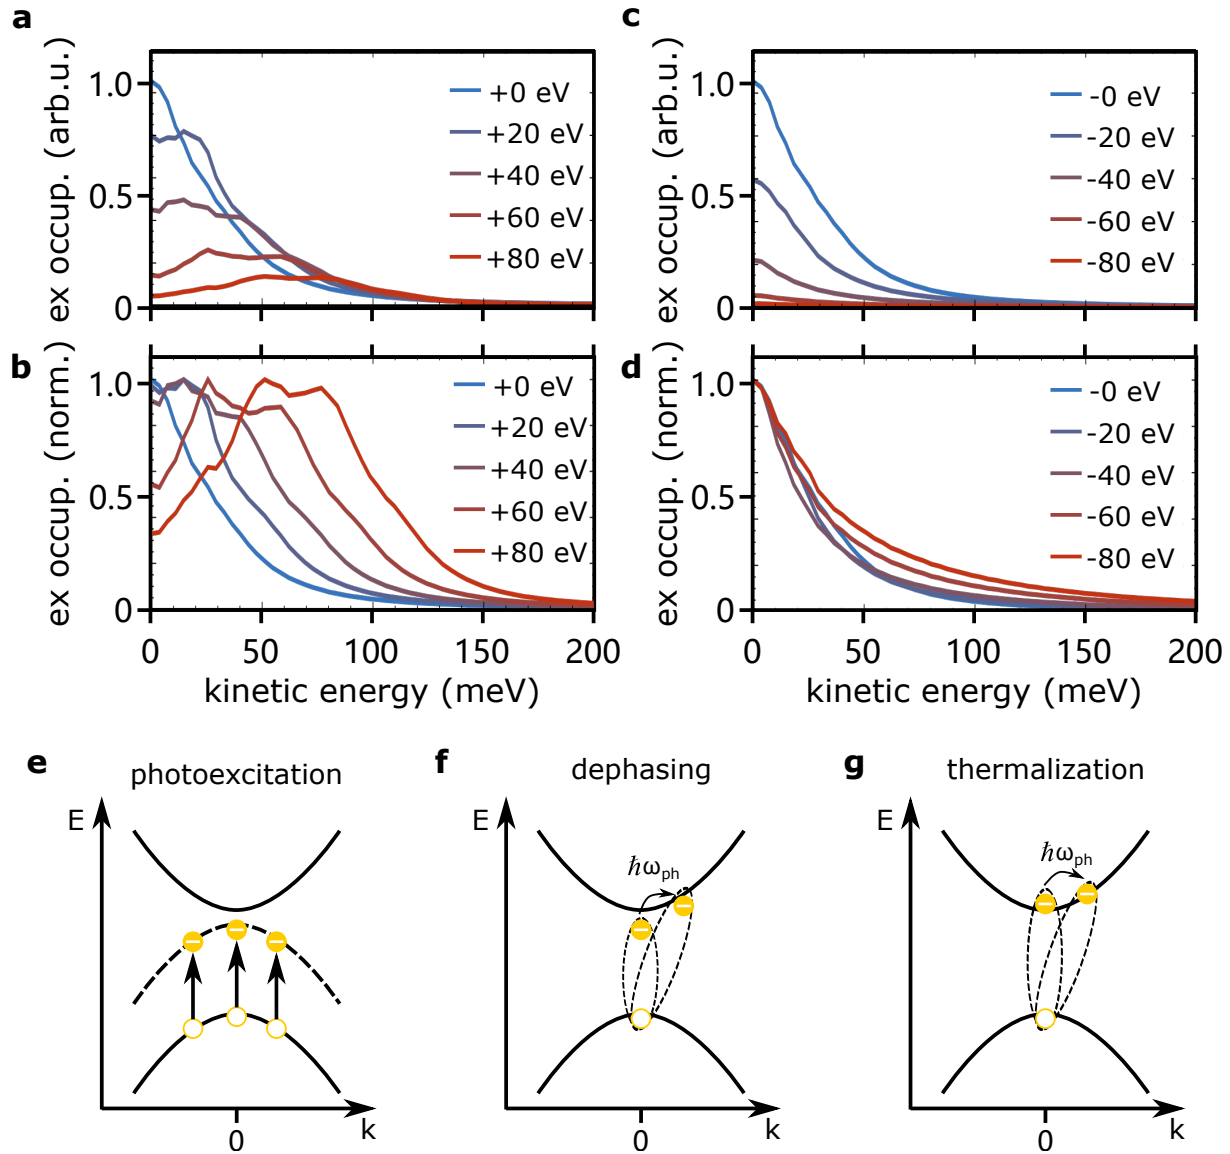 a
ex occup. (arb.u.)
1.0
0.5
0
+0 eV
+20 eV
+40 eV
+60 eV
+80 eV
c
ex occup. (arb.u.)
1.0
0.5
0
-0 eV
-20 eV
-40 eV
-60 eV
-80 eV
b
ex occup. (norm.)
1.0
0.5
0
+0 eV
+20 eV
+40 eV
+60 eV
+80 eV
0 50 100 150 200
kinetic energy (meV)
d
ex occup. (norm.)
1.0
0.5
0
-0 eV
-20 eV
-40 eV
-60 eV
-80 eV
0 50 100 150 200
kinetic energy (meV)
e
photoexcitation
E
0
k
f
dephasing
E
ℏωph
0
k
g
thermalization
E
ℏωph
0
k